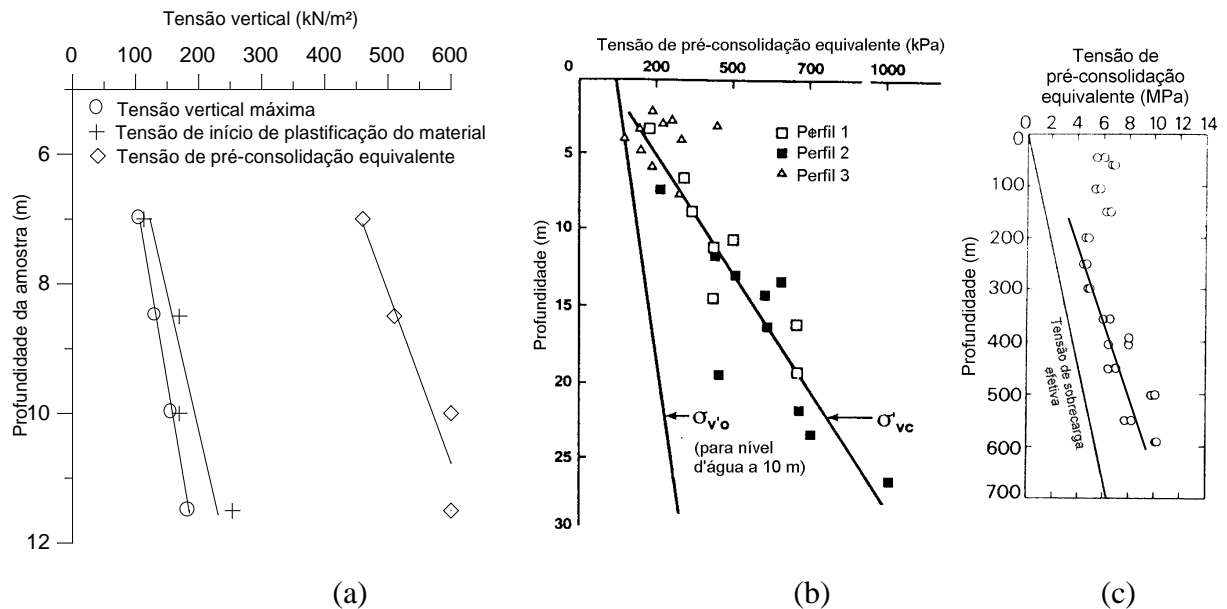 Tensão vertical (kN/m²)
0 100 200 300 400 500 600
Tensão vertical máxima
Tensão de início de plastificação do material
Tensão de pré-consolidação equivalente
Profundidade da amostra (m)
6
8
10
12
(a)
Tensão de pré-consolidação equivalente (kPa)
200 500 700 1000
0
5
10
15
20
25
30
Profundidade (m)
Perfil 1
Perfil 2
Perfil 3
σv'o
(para nível
d'água a 10 m)
σ'vc
(b)
Tensão de
pré-consolidação
equivalente (MPa)
0 2 4 6 8 10 12 14
0
100
200
300
400
500
600
700
Profundidade (m)
Tensão de sobrecarga
efetiva
(c)